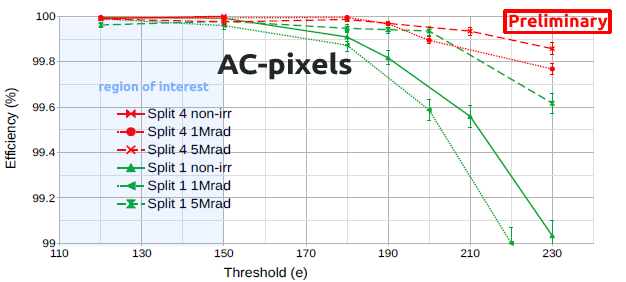 Preliminary
AC-pixels
region of interest
Split 4 non-irr
Split 4 1Mrad
Split 4 5Mrad
Split 1 non-irr
Split 1 1Mrad
Split 1 5Mrad
Efficiency (%)
100
99.8
99.6
99.4
99.2
99
110 130 150 170 190 210 230
Threshold (e)